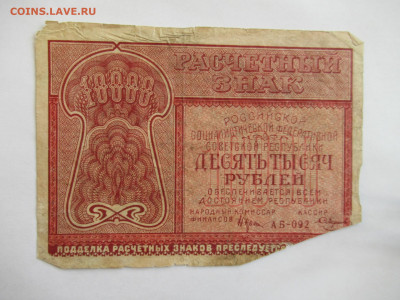 COINS.LAVE.RU
10000
РАСЧЕТНЫЙ
ЗНАК
РОССИЙСКОЙ
СОЦИАЛИСТИЧЕСКОЙ ФЕДЕРАТИВНОЙ
СОВЕТСКОЙ РЕСПУБЛИКИ
ДЕСЯТЬ ТЫСЯЧ
РУБЛЕЙ
ОБЕСПЕЧИВАЕТСЯ ВСЕМ
ДОСТОЯНИЕМ РЕСПУБЛИКИ
НАРОДНЫЙ КОМИССАР
КАССИР
ФИНАНСОВ
АБ-092
ПОДДЕЛКА РАСЧЕТНЫХ ЗНАКОВ ПРЕСЛЕДУЕТС